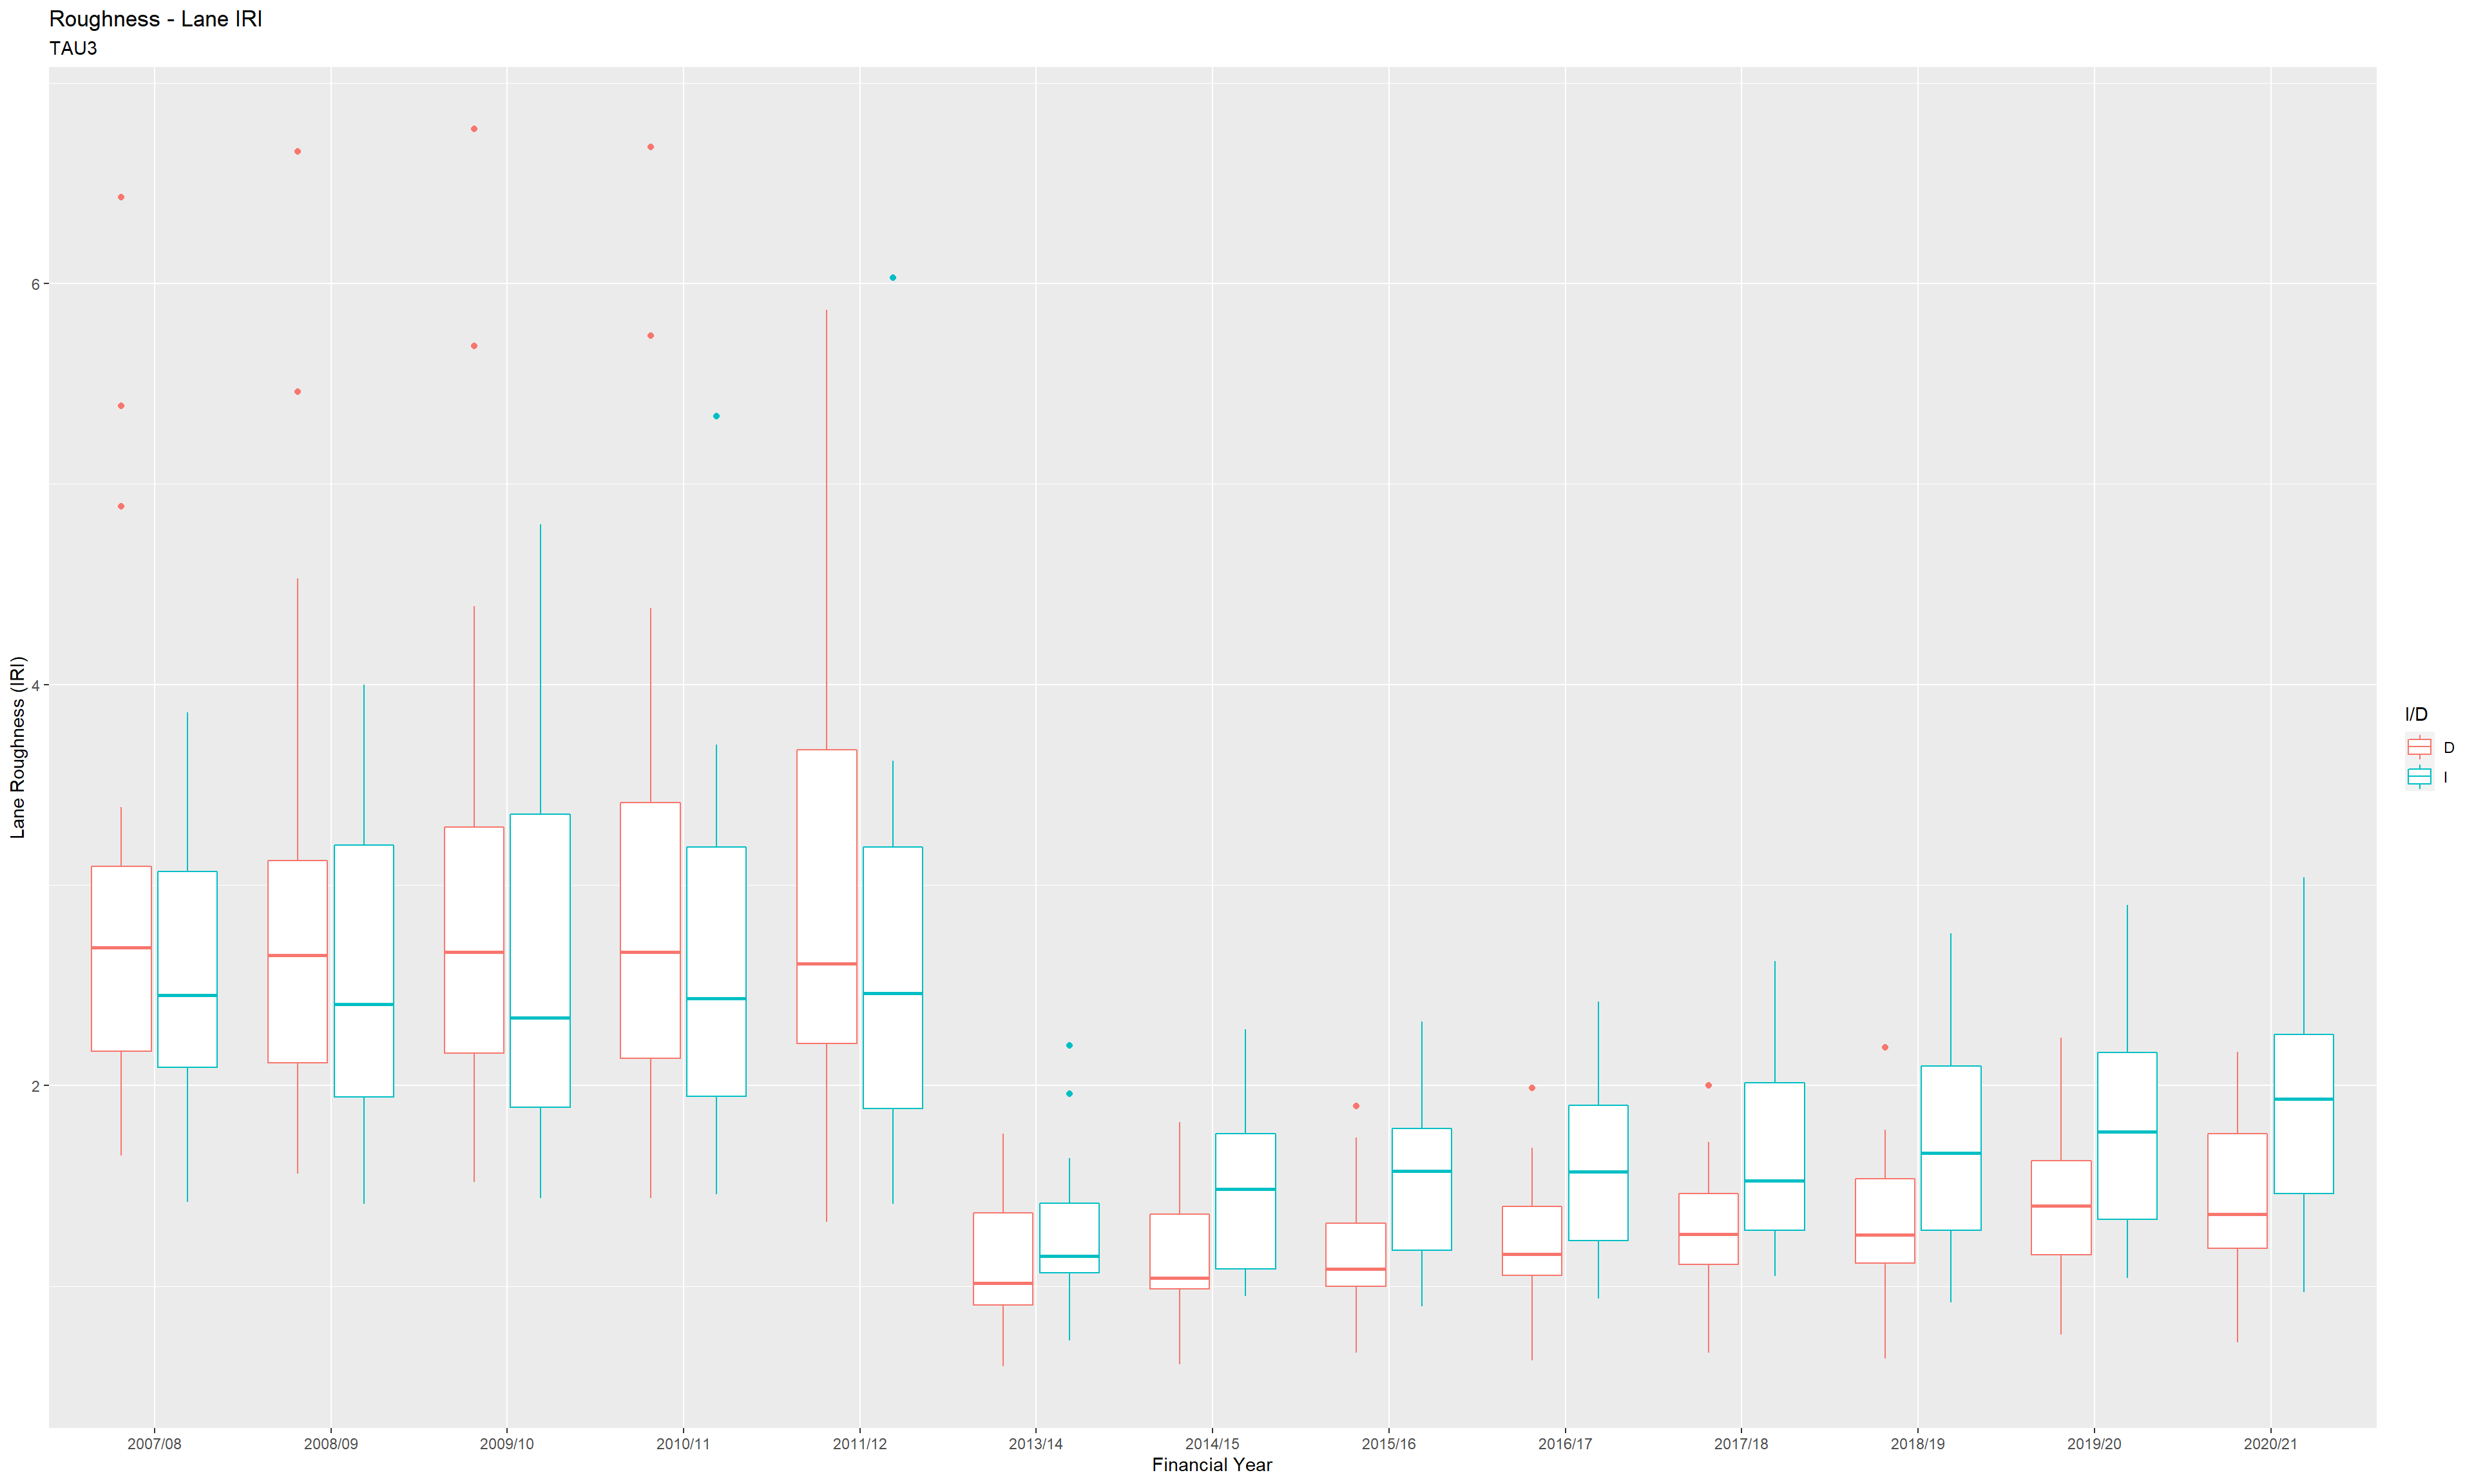 Roughness - Lane IRI
TAU3
Lane Roughness (IRI)
6
4
2
2007/08
2008/09
2009/10
2010/11
2011/12
2013/14
2014/15
2015/16
2016/17
2017/18
2018/19
2019/20
2020/21
Financial Year
I/D
D
I